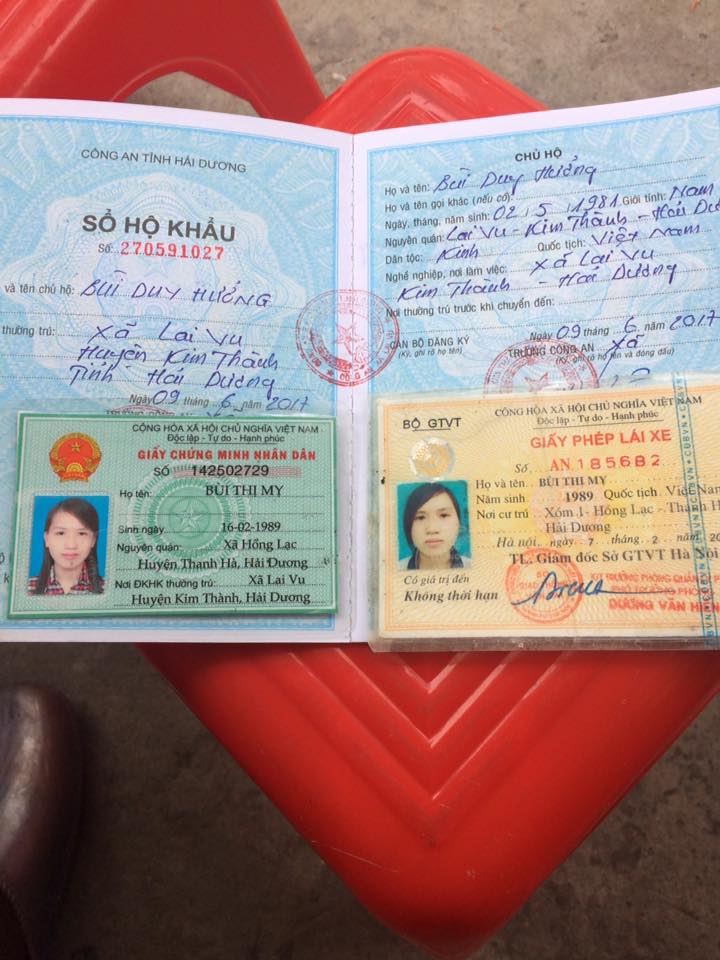 CÔNG AN TỈNH HẢI DƯƠNG
SỔ HỘ KHẨU
Số: 270591027
và tên chủ hộ: BÙI DUY HƯỞNG
thường trú: Xã Lai Vu
Huyện Kim Thành
Tỉnh - Hải Dương
Ngày 09 tháng 6 năm 2017
CHỦ HỘ
Họ và tên: Bùi Duy Hưởng
Họ và tên gọi khác (nếu có):
Ngày, tháng, năm sinh: 02, 5, 1981 Giới tính: Nam
Nguyên quán: Lai Vu - Kim Thành - Hải Dư
Dân tộc: Kinh Quốc tịch: Việt Nam
Nghề nghiệp, nơi làm việc: Xã Lai Vu
Kim Thành - Hải Dương
Nơi thường trú trước khi chuyển đến:
Ngày 09 tháng 6 năm 2017
CÁN BỘ ĐĂNG KÝ
(Ký, ghi rõ họ tên)
TRƯỞNG CÔNG AN Xã
(Ký, ghi rõ họ tên và đóng dấu)
CỘNG HÒA XÃ HỘI CHỦ NGHĨA VIỆT NAM
Độc lập - Tự do - Hạnh phúc
GIẤY CHỨNG MINH NHÂN DÂN
SỐ 142502729
Họ tên: BÙI THỊ MY
Sinh ngày: 16-02-1989
Nguyên quán: Xã Hồng Lạc
Huyện Thanh Hà, Hải Dương
Nơi ĐKHK thường trú: Xã Lai Vu
Huyện Kim Thành, Hải Dương
BỘ GTVT
CỘNG HÒA XÃ HỘI CHỦ NGHĨA VIỆT NAM
Độc lập - Tự do - Hạnh phúc
GIẤY PHÉP LÁI XE
Số AN 185682
Họ và tên BÙI THỊ MY
Năm sinh 1989 Quốc tịch Việt Nam
Nơi cư trú Xóm 1- Hồng Lạc - Thanh H
Hải Dương
Hà nội, ngày 7 tháng 2 năm 20
TL. Giám đốc Sở GTVT Hà Nội
Có giá trị đến
Không thời hạn
DƯƠNG VĂN